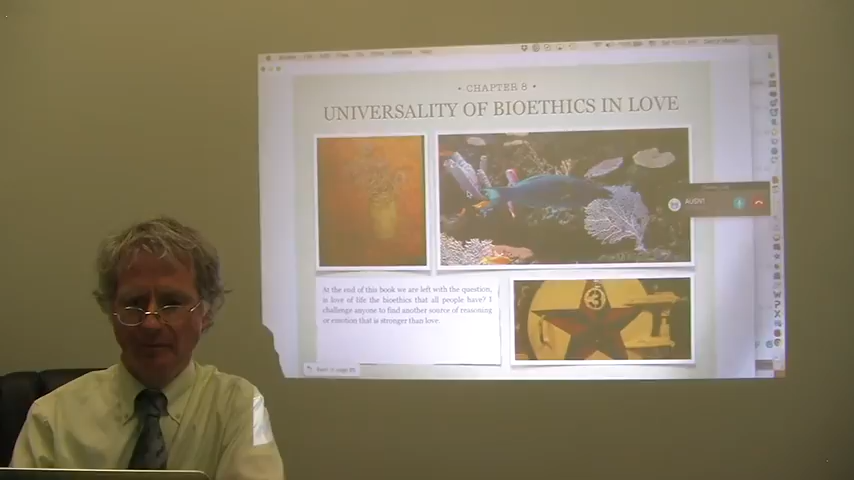 • CHAPTER 8 •
UNIVERSALITY OF BIOETHICS IN LOVE
AUSN1
At the end of this book we are left with the question,
is love of life the bioethics that all people have? I
challenge anyone to find another source of reasoning
or emotion that is stronger than love.
3